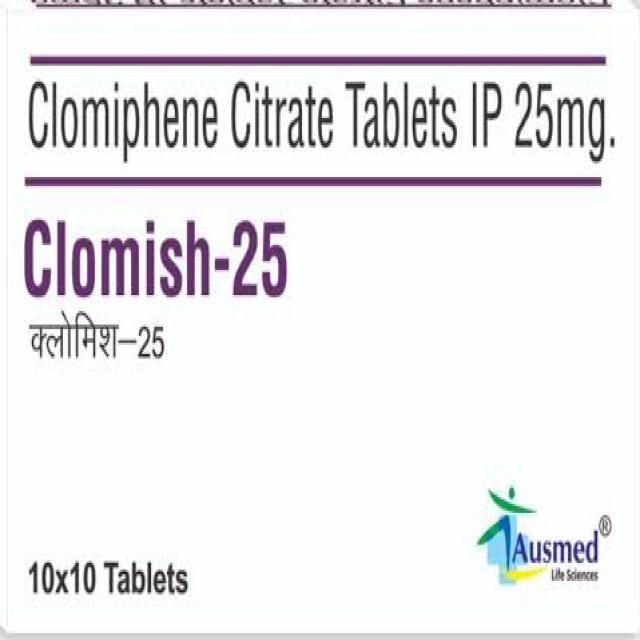 Clomiphene Citrate Tablets IP 25mg.
Clomish-25
क्लोमिश–25
Ausmed®
Life Sciences
10x10 Tablets